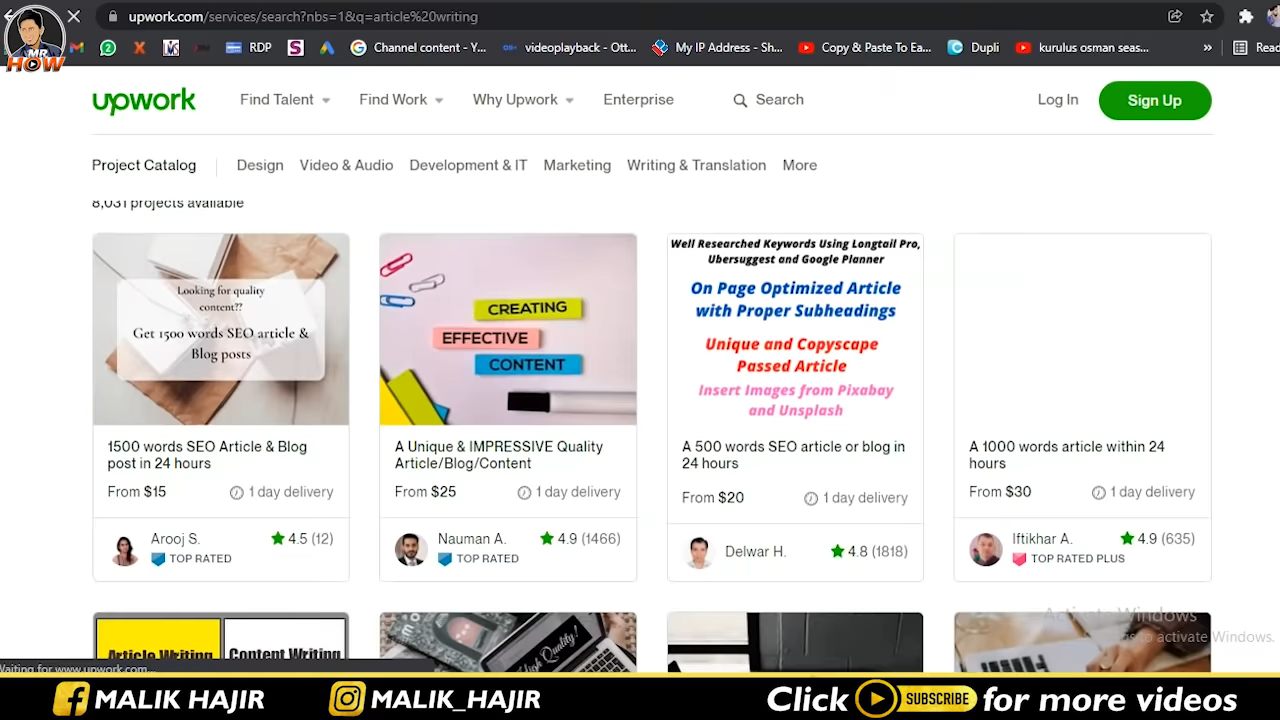 upwork.com/services/search?nbs=1&q=article%20writing
MR
HOW
RDP
Channel content - Y...
videoplayback - Ott...
My IP Address - Sh...
Copy & Paste To Ea...
Dupli
kurulus osman seas...
»
Read
upwork
Find Talent
Find Work
Why Upwork
Enterprise
Search
Log In
Sign Up
Project Catalog
Design
Video & Audio
Development & IT
Marketing
Writing & Translation
More
8,031 projects available
Looking for quality
content??
Get 1500 words SEO article &
Blog posts
CREATING
EFFECTIVE
CONTENT
Well Researched Keywords Using Longtail Pro,
Ubersuggest and Google Planner
On Page Optimized Article
with Proper Subheadings
Unique and Copyscape
Passed Article
Insert Images from Pixabay
and Unsplash
1500 words SEO Article & Blog
post in 24 hours
From $15
1 day delivery
Arooj S.
4.5 (12)
TOP RATED
A Unique & IMPRESSIVE Quality
Article/Blog/Content
From $25
1 day delivery
Nauman A.
4.9 (1466)
TOP RATED
A 500 words SEO article or blog in
24 hours
From $20
1 day delivery
Delwar H.
4.8 (1818)
A 1000 words article within 24
hours
From $30
1 day delivery
Iftikhar A.
4.9 (635)
TOP RATED PLUS
Article Writing
Content Writing
High Quality!
Activate Windows
to activate Windows.
Waiting for www.upwork.com...
MALIK HAJIR
MALIK_HAJIR
Click
SUBSCRIBE
for more videos